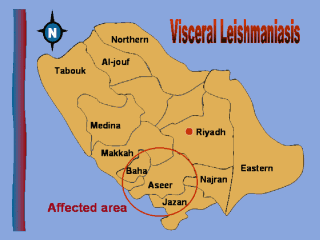 Visceral Leishmaniasis
N
Northern
Al-jouf
Tabouk
Medina
Riyadh
Makkah
Baha
Eastern
Aseer
Najran
Jazan
Affected area